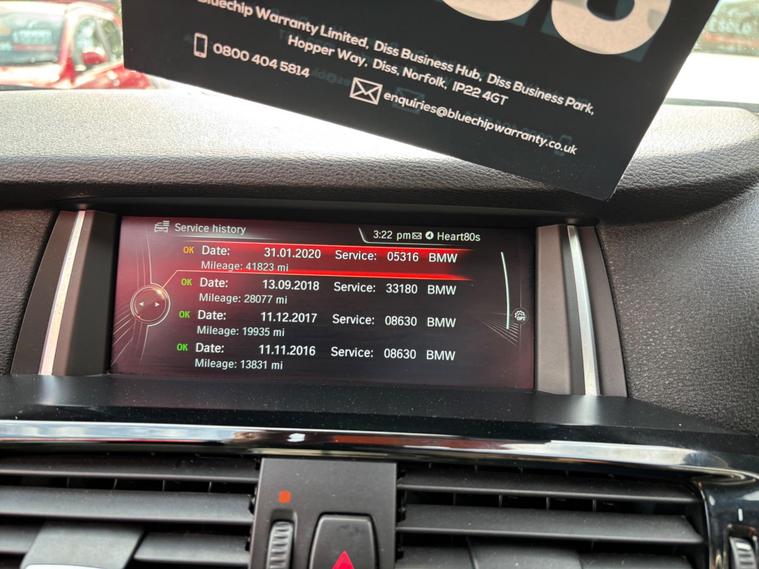 Bluechip Warranty Limited, Diss Business Hub, Diss Business Park,
Hopper Way, Diss, Norfolk, IP22 4GT
0800 404 5814
enquiries@bluechipwarranty.co.uk
Service history
3:22 pm Heart80s
OK Date: 31.01.2020 Service: 05316 BMW
Mileage: 41823 mi
OK Date: 13.09.2018 Service: 33180 BMW
Mileage: 28077 mi
OK Date: 11.12.2017 Service: 08630 BMW
Mileage: 19935 mi
OK Date: 11.11.2016 Service: 08630 BMW
Mileage: 13831 mi